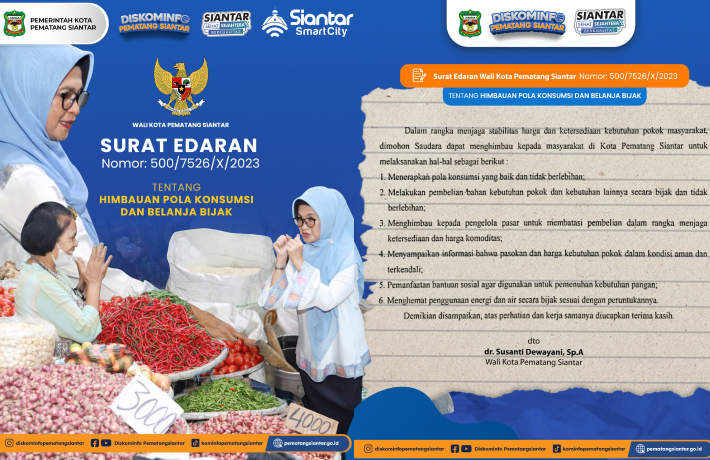 PEMERINTAH KOTA
PEMATANG SIANTAR
DISKOMINFO
PEMATANG SIANTAR
SIANTAR
SEHAT SEJAHTERA
BERKUALITAS
Siantar
SmartCity
WALI KOTA PEMATANG SIANTAR
SURAT EDARAN
Nomor: 500/7526/X/2023
TENTANG
HIMBAUAN POLA KONSUMSI
DAN BELANJA BIJAK
3000
4000
diskominfopematangsiantar
Diskominfo Pematangsiantar
kominfopematangsiantar
pematangsiantar.go.id
DISKOMINFO
PEMATANG SIANTAR
SIANTAR
SEHAT SEJAHTERA
BERKUALITAS
Surat Edaran Wali Kota Pematang Siantar Nomor: 500/7526/X/2023
TENTANG HIMBAUAN POLA KONSUMSI DAN BELANJA BIJAK
Dalam rangka menjaga stabilitas harga dan ketersediaan kebutuhan pokok masyarakat,
dimohon Saudara dapat menghimbau kepada masyarakat di Kota Pematang Siantar untuk
melaksanakan hal-hal sebagai berikut :
1. Menerapkan pola konsumsi yang baik dan tidak berlebihan;
2. Melakukan pembelian bahan kebutuhan pokok dan kebutuhan lainnya secara bijak dan tidak
berlebihan;
3. Menghimbau kepada pengelola pasar untuk membatasi pembelian dalam rangka menjaga
ketersediaan dan harga komoditas;
4. Menyampaikan informasi bahwa pasokan dan harga kebutuhan pokok dalam kondisi aman dan
terkendali;
5. Pemanfaatan bantuan sosial agar digunakan untuk pemenuhan kebutuhan pangan;
6. Menghemat penggunaan energi dan air secara bijak sesuai dengan peruntukannya.
Demikian disampaikan, atas perhatian dan kerja samanya diucapkan terima kasih.
dto
dr. Susanti Dewayani, Sp.A
Wali Kota Pematang Siantar
diskominfopematangsiantar
Diskominfo Pematangsiantar
kominfopematangsiantar
pematangsiantar.go.id